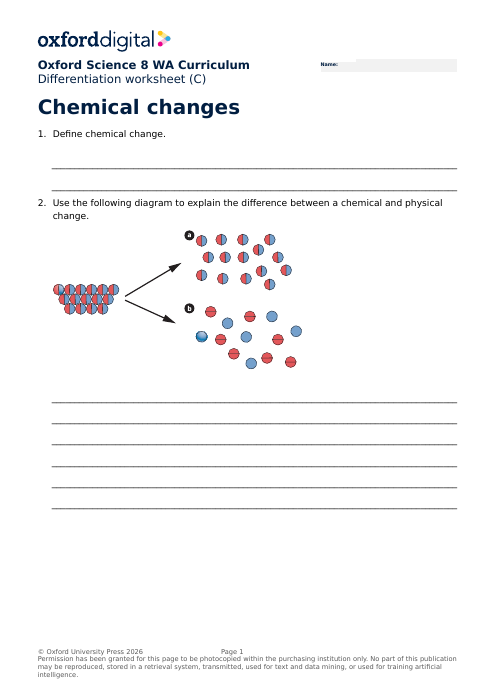 oxforddigital
Oxford Science 8 WA Curriculum
Name:
Differentiation worksheet (C)
Chemical changes
1. Define chemical change.
2. Use the following diagram to explain the difference between a chemical and physical
change.
a
b
© Oxford University Press 2026 Page 1
Permission has been granted for this page to be photocopied within the purchasing institution only. No part of this publication
may be reproduced, stored in a retrieval system, transmitted, used for text and data mining, or used for training artificial
intelligence.